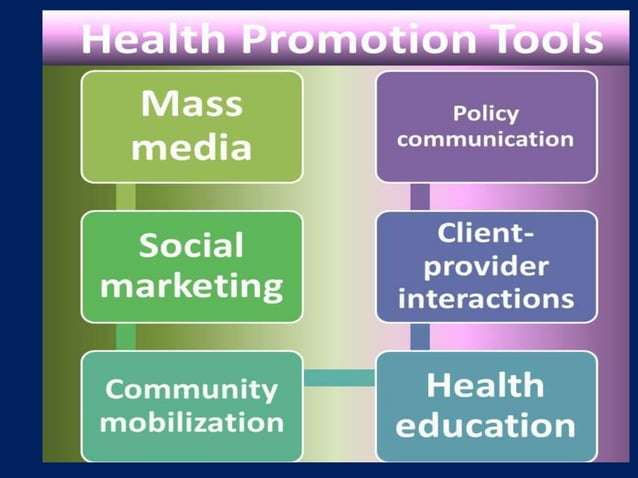 Health Promotion Tools
Mass
media
Social
marketing
Community
mobilization
Health
education
Client-
provider
interactions
Policy
communication